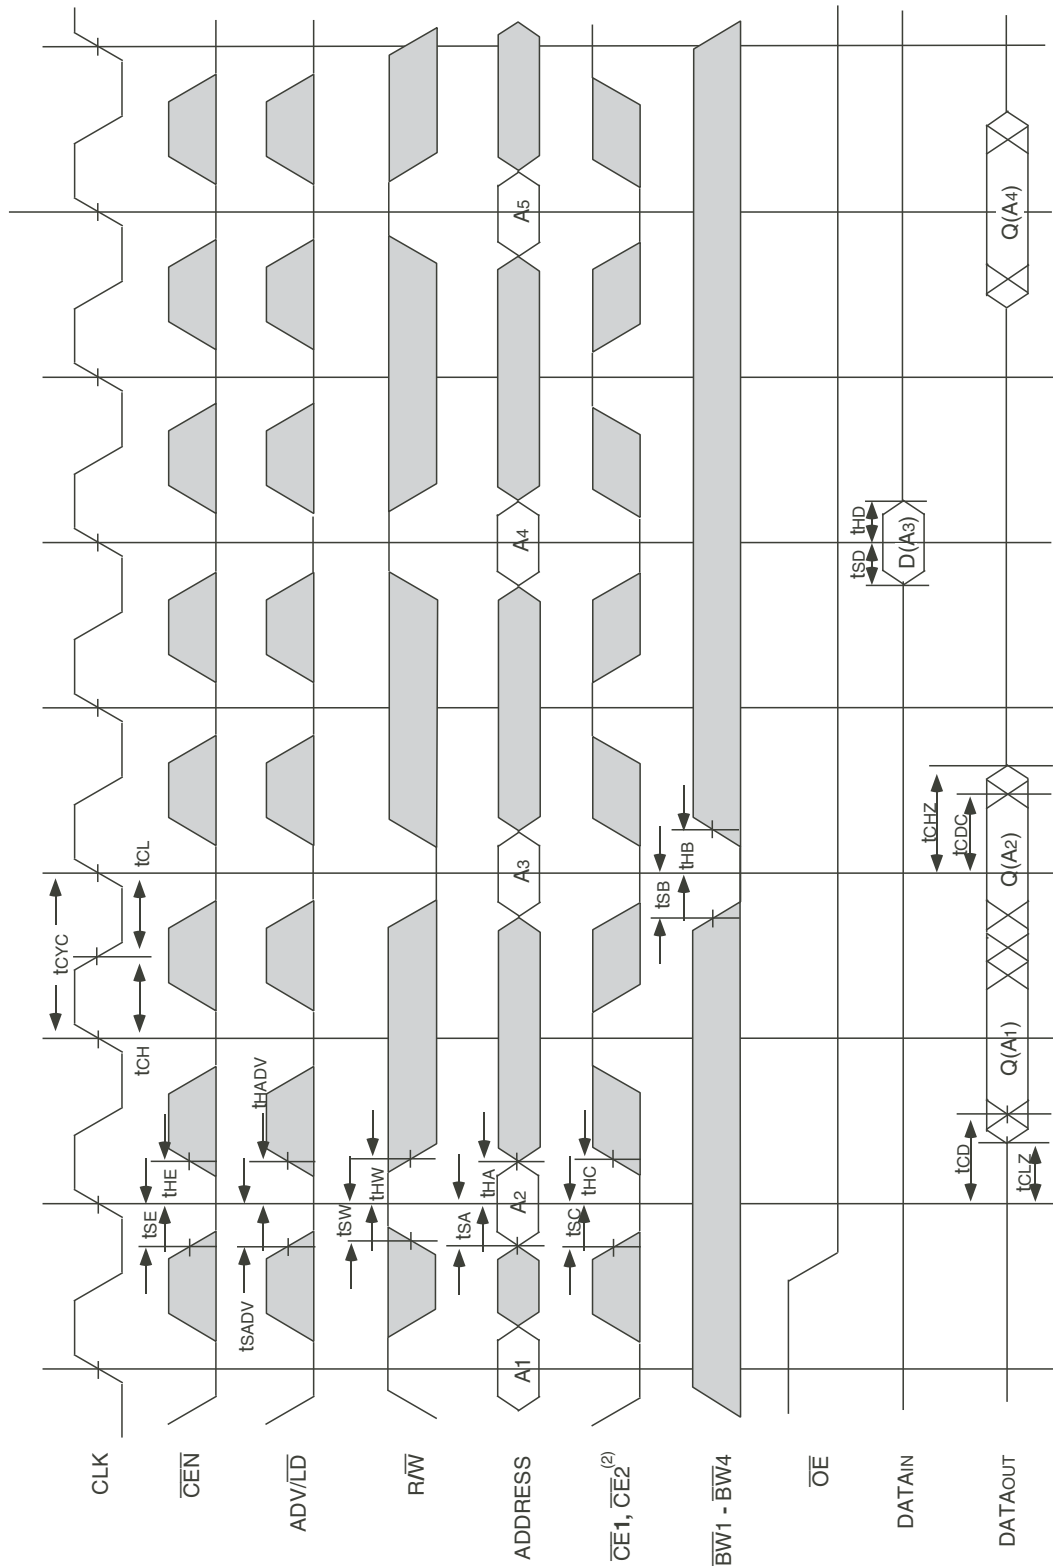 CLK
tCYC
tCH
tCL
CEN
tSE
tHE
ADV/LD
tSADV
tHADV
R/W
tSW
tHW
ADDRESS
A1
A2
A3
A4
A5
tSA
tHA
CE1, CE2(2)
tSC
tHC
BW1 - BW4
tSB
tHB
OE
DATAIN
tSD
tHD
D(A3)
DATAOUT
tCD
tCLZ
Q(A1)
Q(A2)
tCHZ
tCDC
Q(A4)